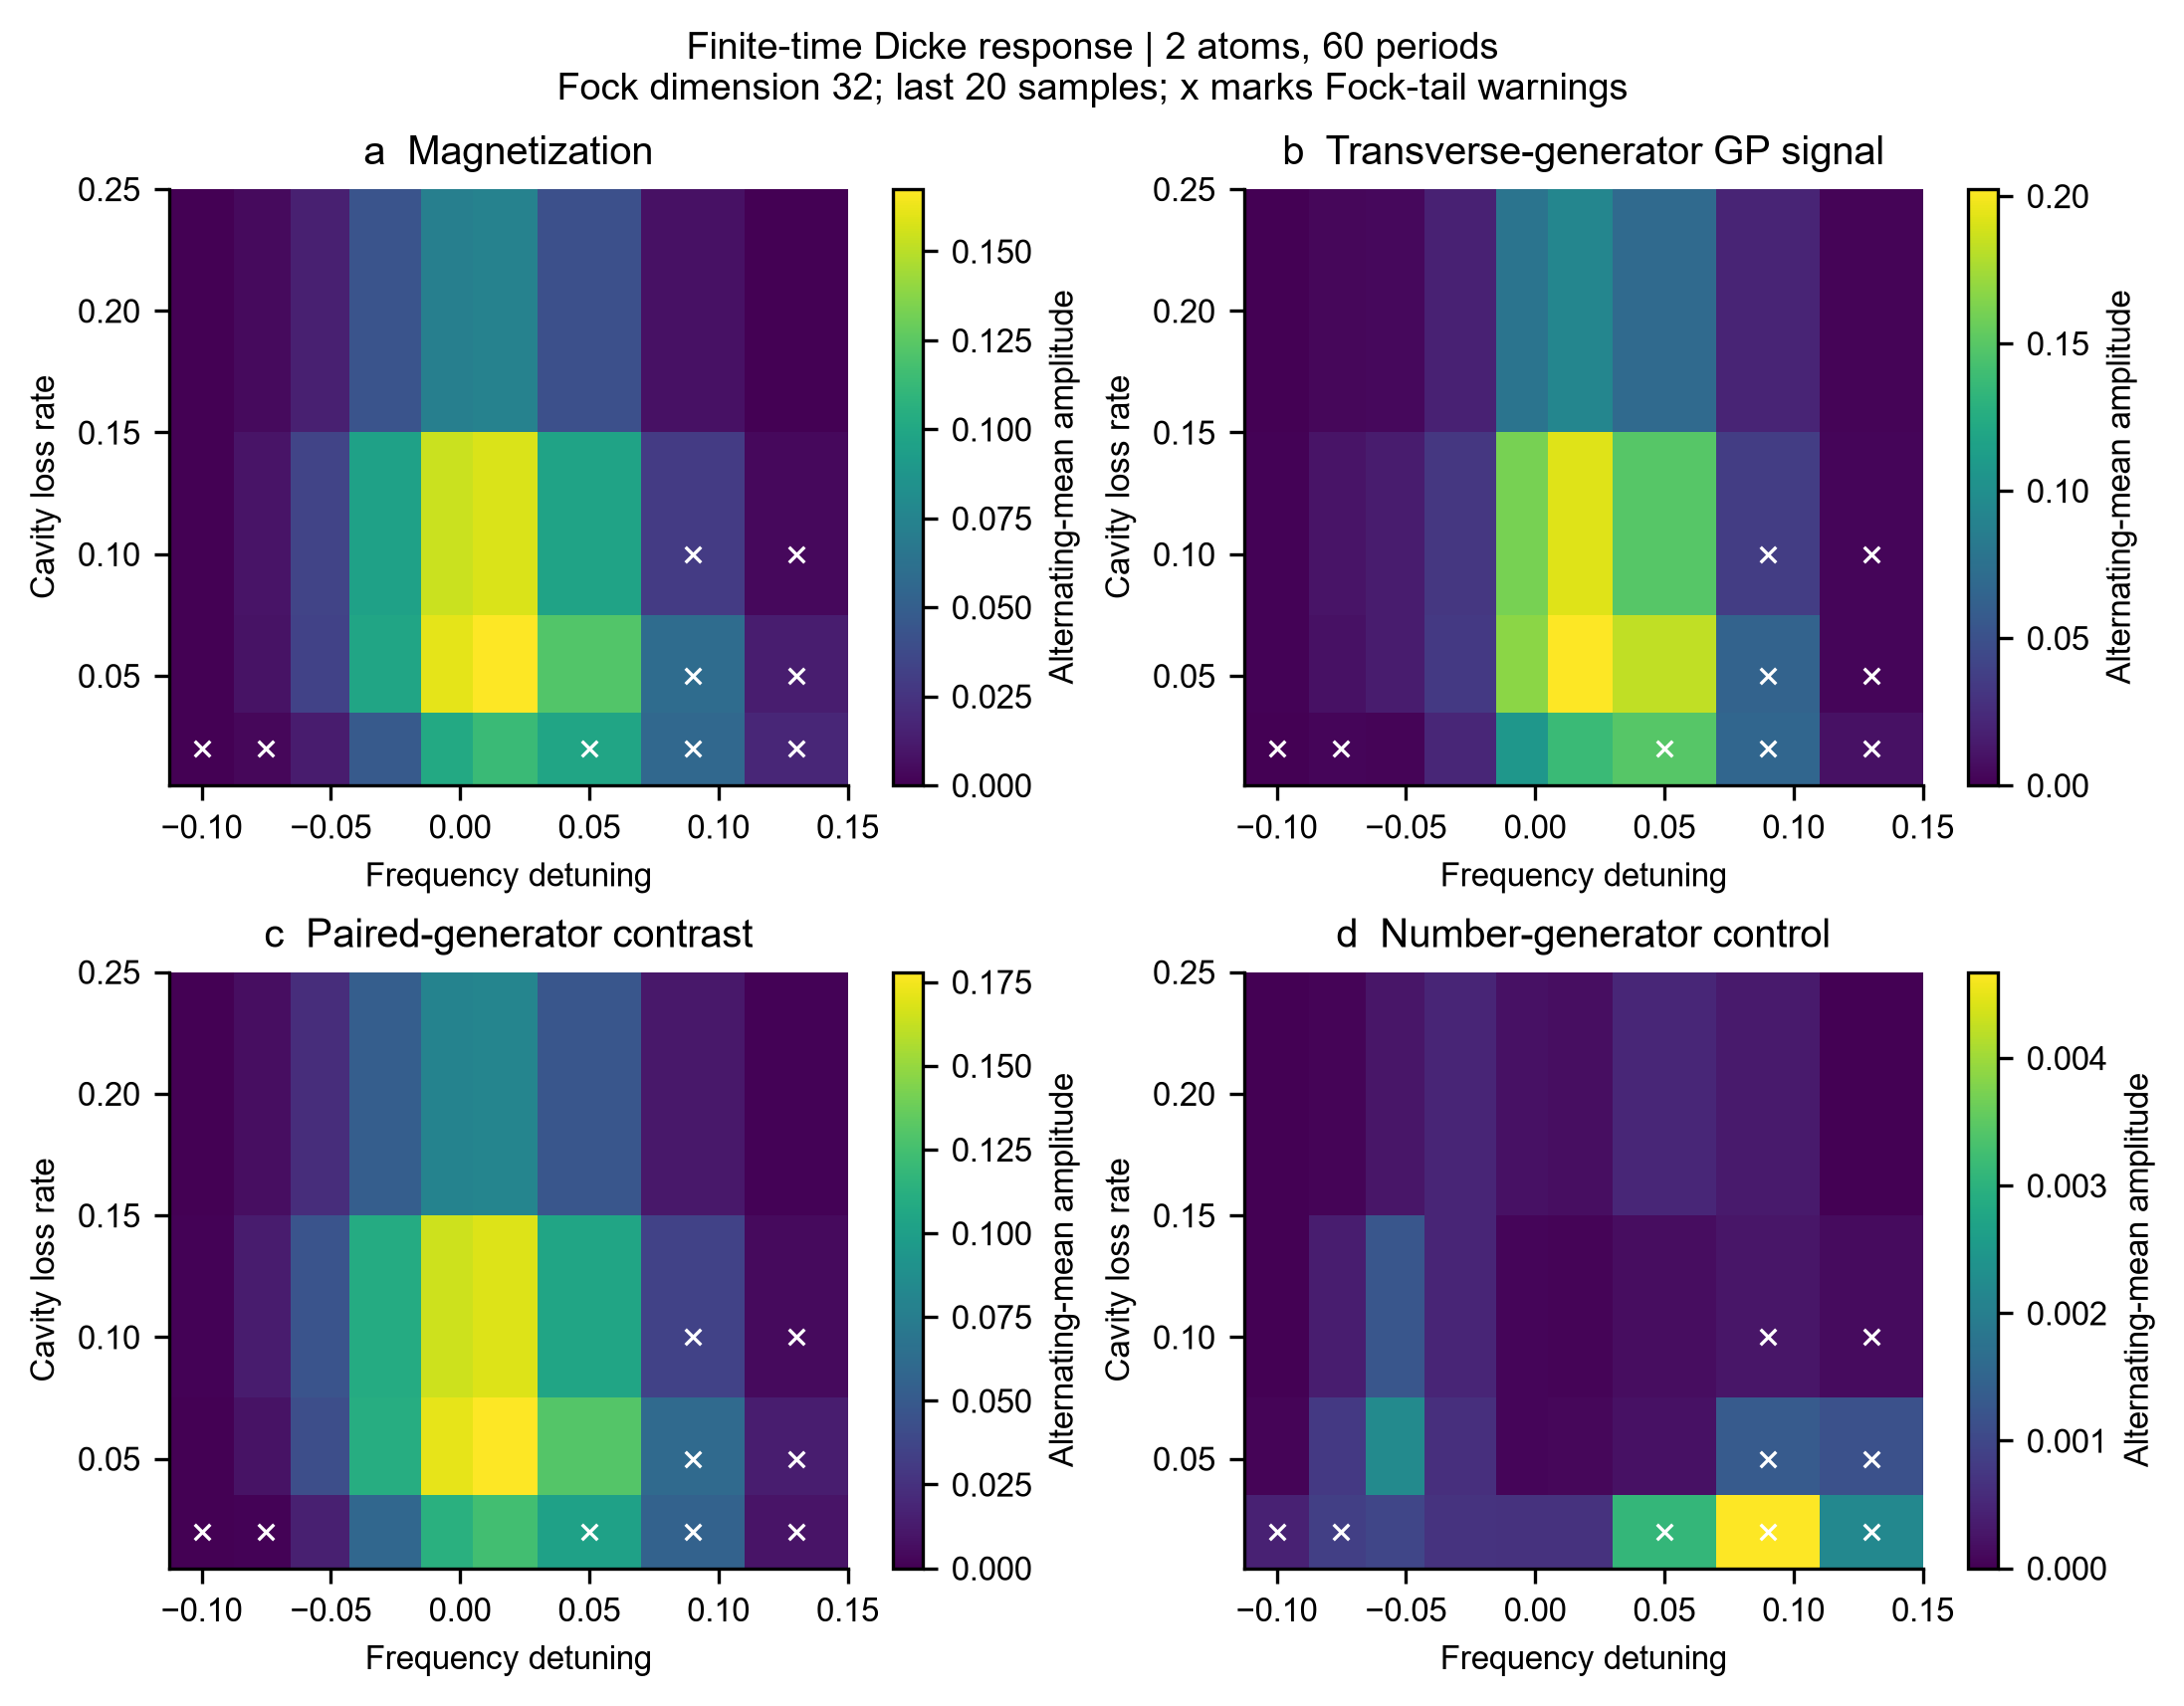 Finite-time Dicke response | 2 atoms, 60 periods
Fock dimension 32; last 20 samples; x marks Fock-tail warnings
a Magnetization
0.25
0.20
0.15
0.10
0.05
Cavity loss rate
−0.10 −0.05 0.00 0.05 0.10 0.15
Frequency detuning
0.150
0.125
0.100
0.075
0.050
0.025
0.000
Alternating-mean amplitude
b Transverse-generator GP signal
0.25
0.20
0.15
0.10
0.05
Cavity loss rate
−0.10 −0.05 0.00 0.05 0.10 0.15
Frequency detuning
0.20
0.15
0.10
0.05
0.00
Alternating-mean amplitude
c Paired-generator contrast
0.25
0.20
0.15
0.10
0.05
Cavity loss rate
−0.10 −0.05 0.00 0.05 0.10 0.15
Frequency detuning
0.175
0.150
0.125
0.100
0.075
0.050
0.025
0.000
Alternating-mean amplitude
d Number-generator control
0.25
0.20
0.15
0.10
0.05
Cavity loss rate
−0.10 −0.05 0.00 0.05 0.10 0.15
Frequency detuning
0.004
0.003
0.002
0.001
0.000
Alternating-mean amplitude